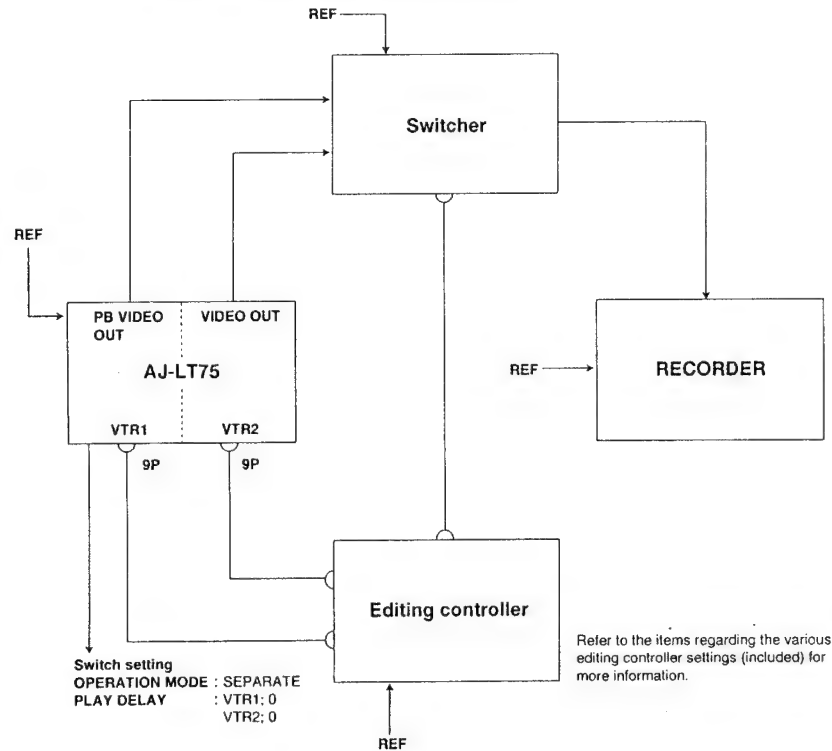 REF
Switcher
REF
PB VIDEO
OUT
VIDEO OUT
AJ-LT75
VTR1
VTR2
9P
9P
REF
RECORDER
Editing controller
Refer to the items regarding the various
editing controller settings (included) for
more information.
Switch setting
OPERATION MODE : SEPARATE
PLAY DELAY : VTR1; 0
VTR2; 0
REF